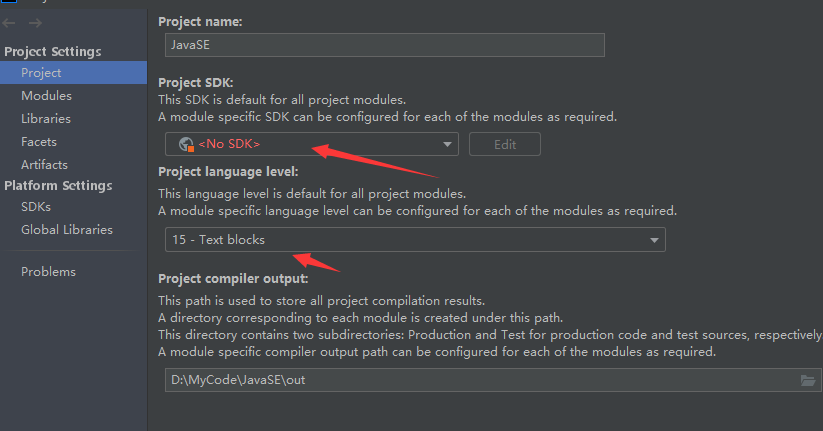 Project name:
JavaSE
Project Settings
Project
Modules
Libraries
Facets
Artifacts
Platform Settings
SDKs
Global Libraries
Problems
Project SDK:
This SDK is default for all project modules.
A module specific SDK can be configured for each of the modules as required.
<No SDK>
Edit
Project language level:
This language level is default for all project modules.
A module specific language level can be configured for each of the modules as required.
15 - Text blocks
Project compiler output:
This path is used to store all project compilation results.
A directory corresponding to each module is created under this path.
This directory contains two subdirectories: Production and Test for production code and test sources, respectively
A module specific compiler output path can be configured for each of the modules as required.
D:\MyCode\JavaSE\out